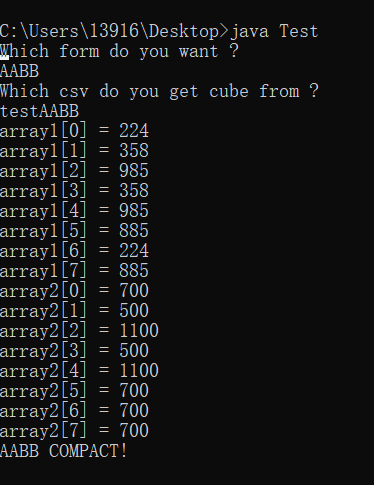 C:\Users\13916\Desktop>java Test
Which form do you want ?
AABB
Which csv do you get cube from ?
testAABB
array1[0] = 224
array1[1] = 358
array1[2] = 985
array1[3] = 358
array1[4] = 985
array1[5] = 885
array1[6] = 224
array1[7] = 885
array2[0] = 700
array2[1] = 500
array2[2] = 1100
array2[3] = 500
array2[4] = 1100
array2[5] = 700
array2[6] = 700
array2[7] = 700
AABB COMPACT!